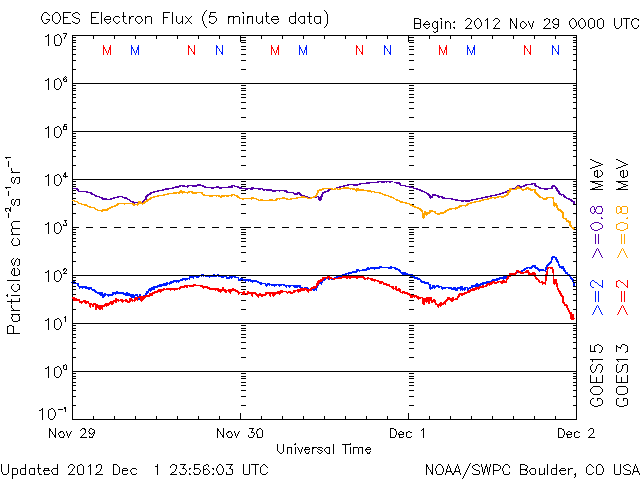 GOES Electron Flux (5 minute data)
Begin: 2012 Nov 29 0000 UTC
M M N N M M N N M M N N
10⁷
10⁶
10⁵
10⁴
10³
10²
10¹
10⁰
10⁻¹
Particles cm⁻²s⁻¹sr⁻¹
Nov 29 Nov 30 Dec 1 Dec 2
Universal Time
GOES15 >=2 >=0.8 MeV
GOES13 >=2 >=0.8 MeV
Updated 2012 Dec 1 23:56:03 UTC
NOAA/SWPC Boulder, CO USA